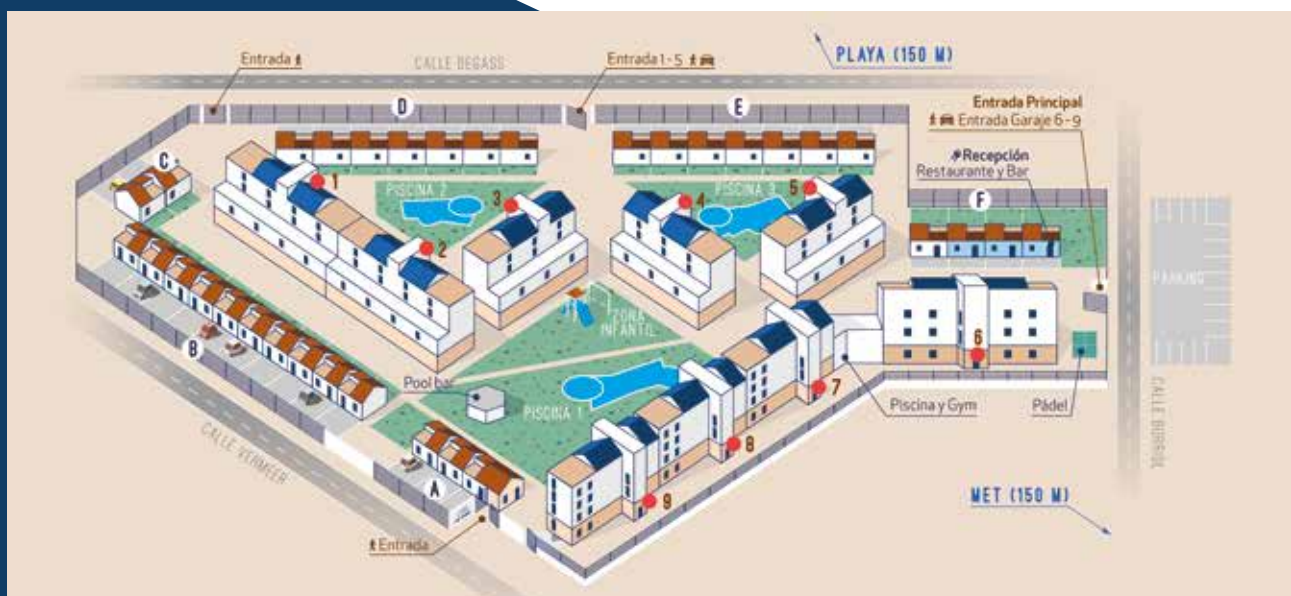 Entrada
CALLE DEGASS
Entrada 1-5
PLAYA (150 M)
Entrada Principal
Entrada Garaje 6-9
Recepción
Restaurante y Bar
D
E
C
F
1
PISCINA 2
3
4
PISCINA 3
5
2
PARKING
ZONA
INFANTIL
B
6
Pool bar
7
PISCINA 1
Piscina y Gym
Pádel
CALLE VERMEER
8
A
9
MET (150 M)
Entrada